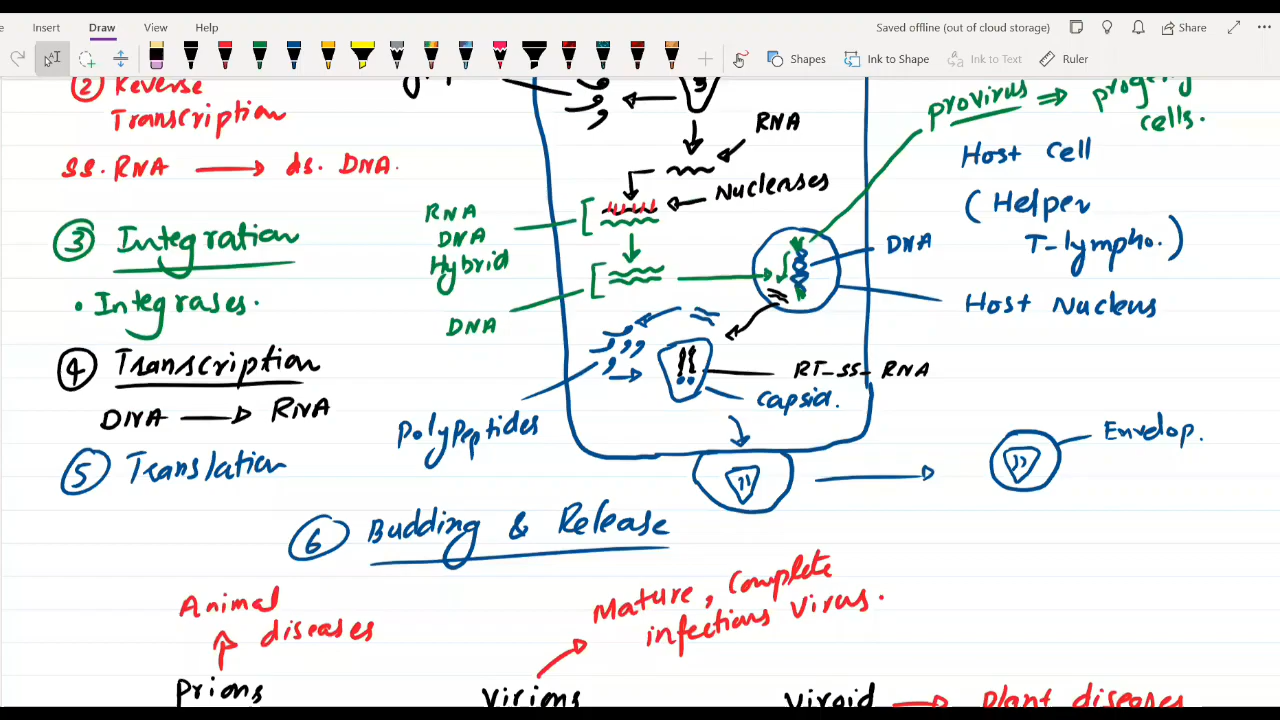 Insert Draw View Help
Saved offline (out of cloud storage)
Share
Shapes
Ink to Shape
Ink to Text
Ruler
② Reverse
Transcription
SS. RNA → ds. DNA.
③ Integration
• Integrases.
④ Transcription
DNA → RNA
⑤ Translation
RNA
DNA
Hybrid
DNA
Polypeptides
RNA
Nuclenses
provirus ⇒ progeny
cells.
Host Cell
(Helper
T-lympho.)
DNA
Host Nucleus
RT-SS-RNA
Capsid.
Envelop.
⑥ Budding & Release
Animal
diseases
Mature, Complete
infectious Virus.
Prions
Virions
Viroid → Plant diseases